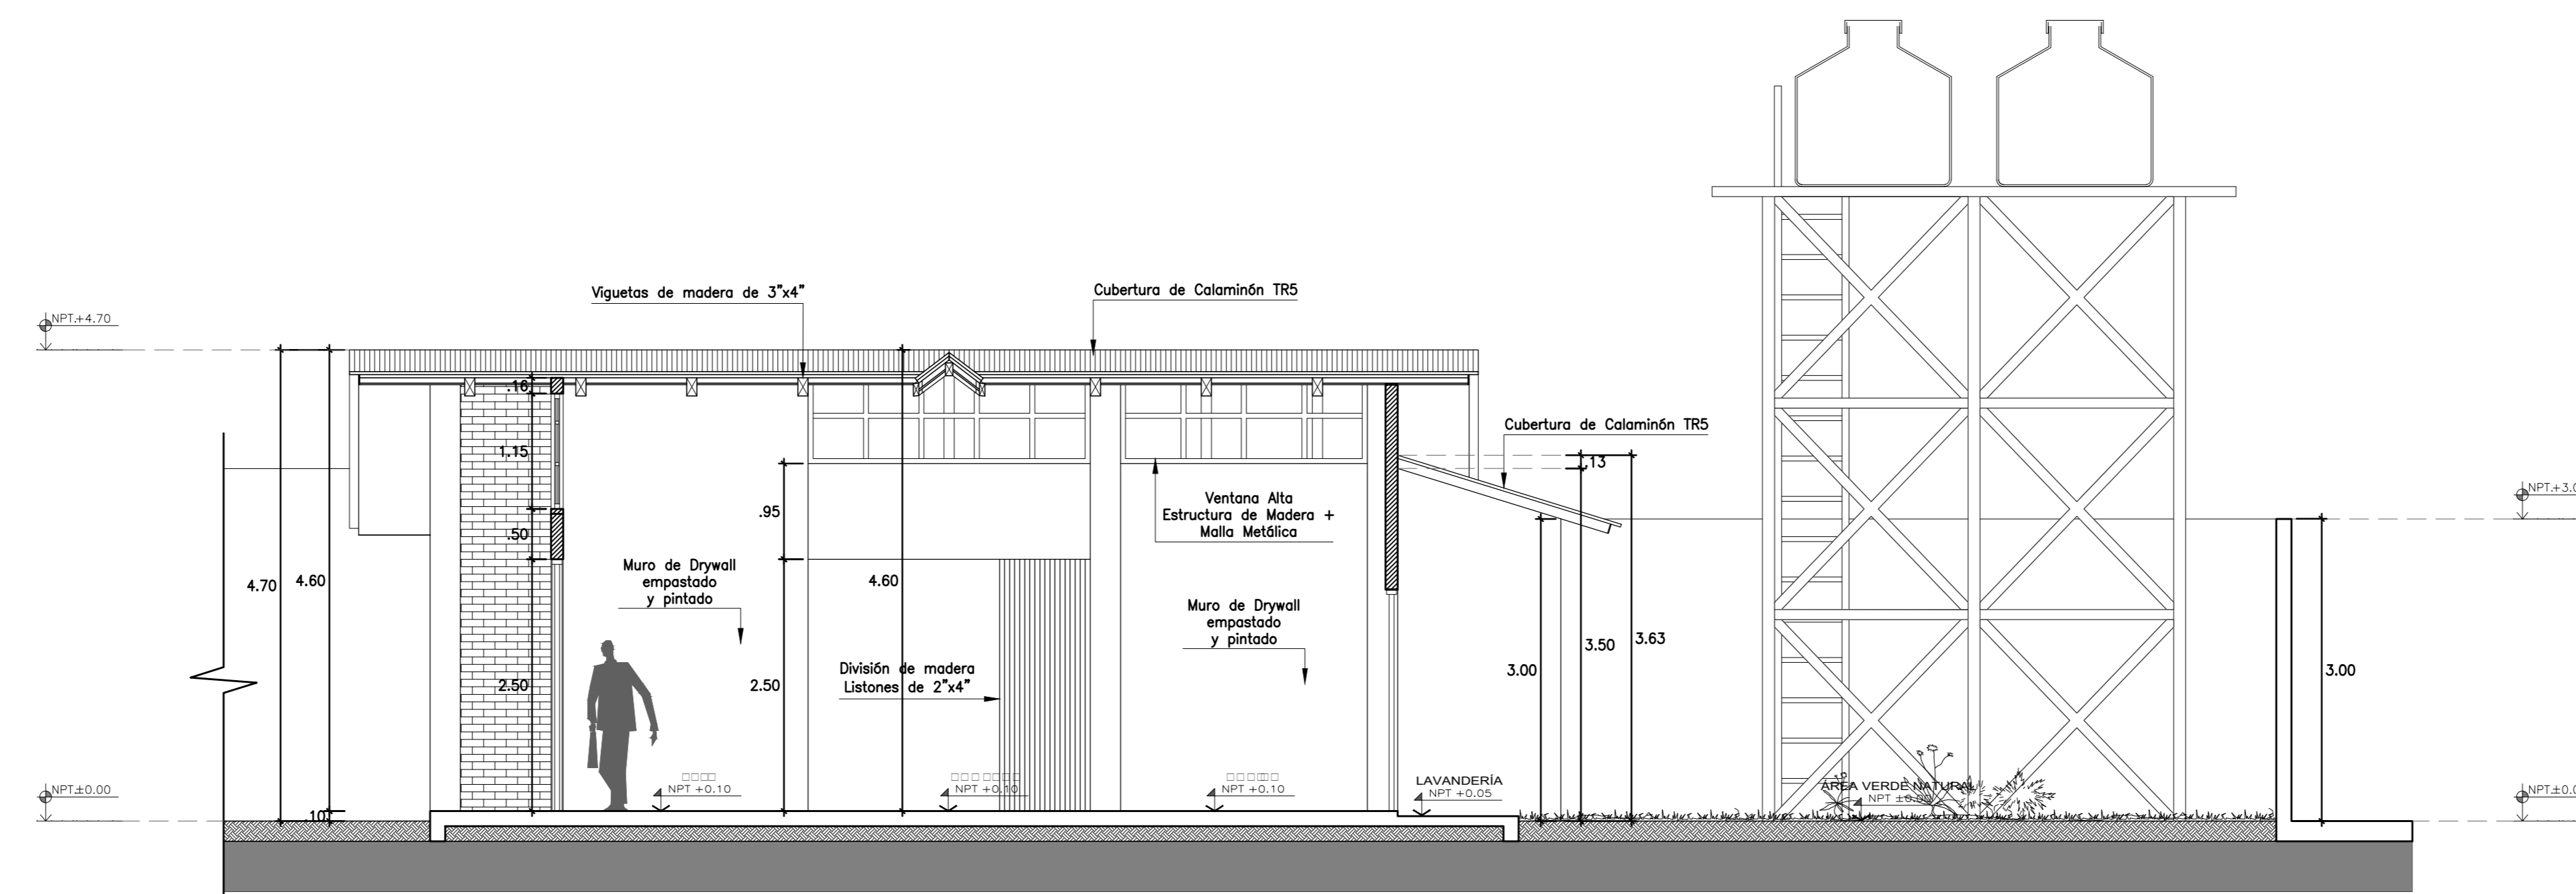 Viguetas de madera de 3"x4"
Cubertura de Calaminón TR5
NPT.+4.70
.16
1.15
.50
2.50
4.70
4.60
.10
Muro de Drywall
empastado
y pintado
.95
2.50
4.60
División de madera
Listones de 2"x4"
Ventana Alta
Estructura de Madera +
Malla Metálica
Muro de Drywall
empastado
y pintado
Cubertura de Calaminón TR5
.13
3.00
3.50
3.63
3.00
NPT.+3.0
NPT.±0.00
NPT +0.10
NPT +0.10
NPT +0.10
LAVANDERÍA
NPT +0.05
ÁREA VERDE NATURAL
NPT ±0.00
NPT.±0.0